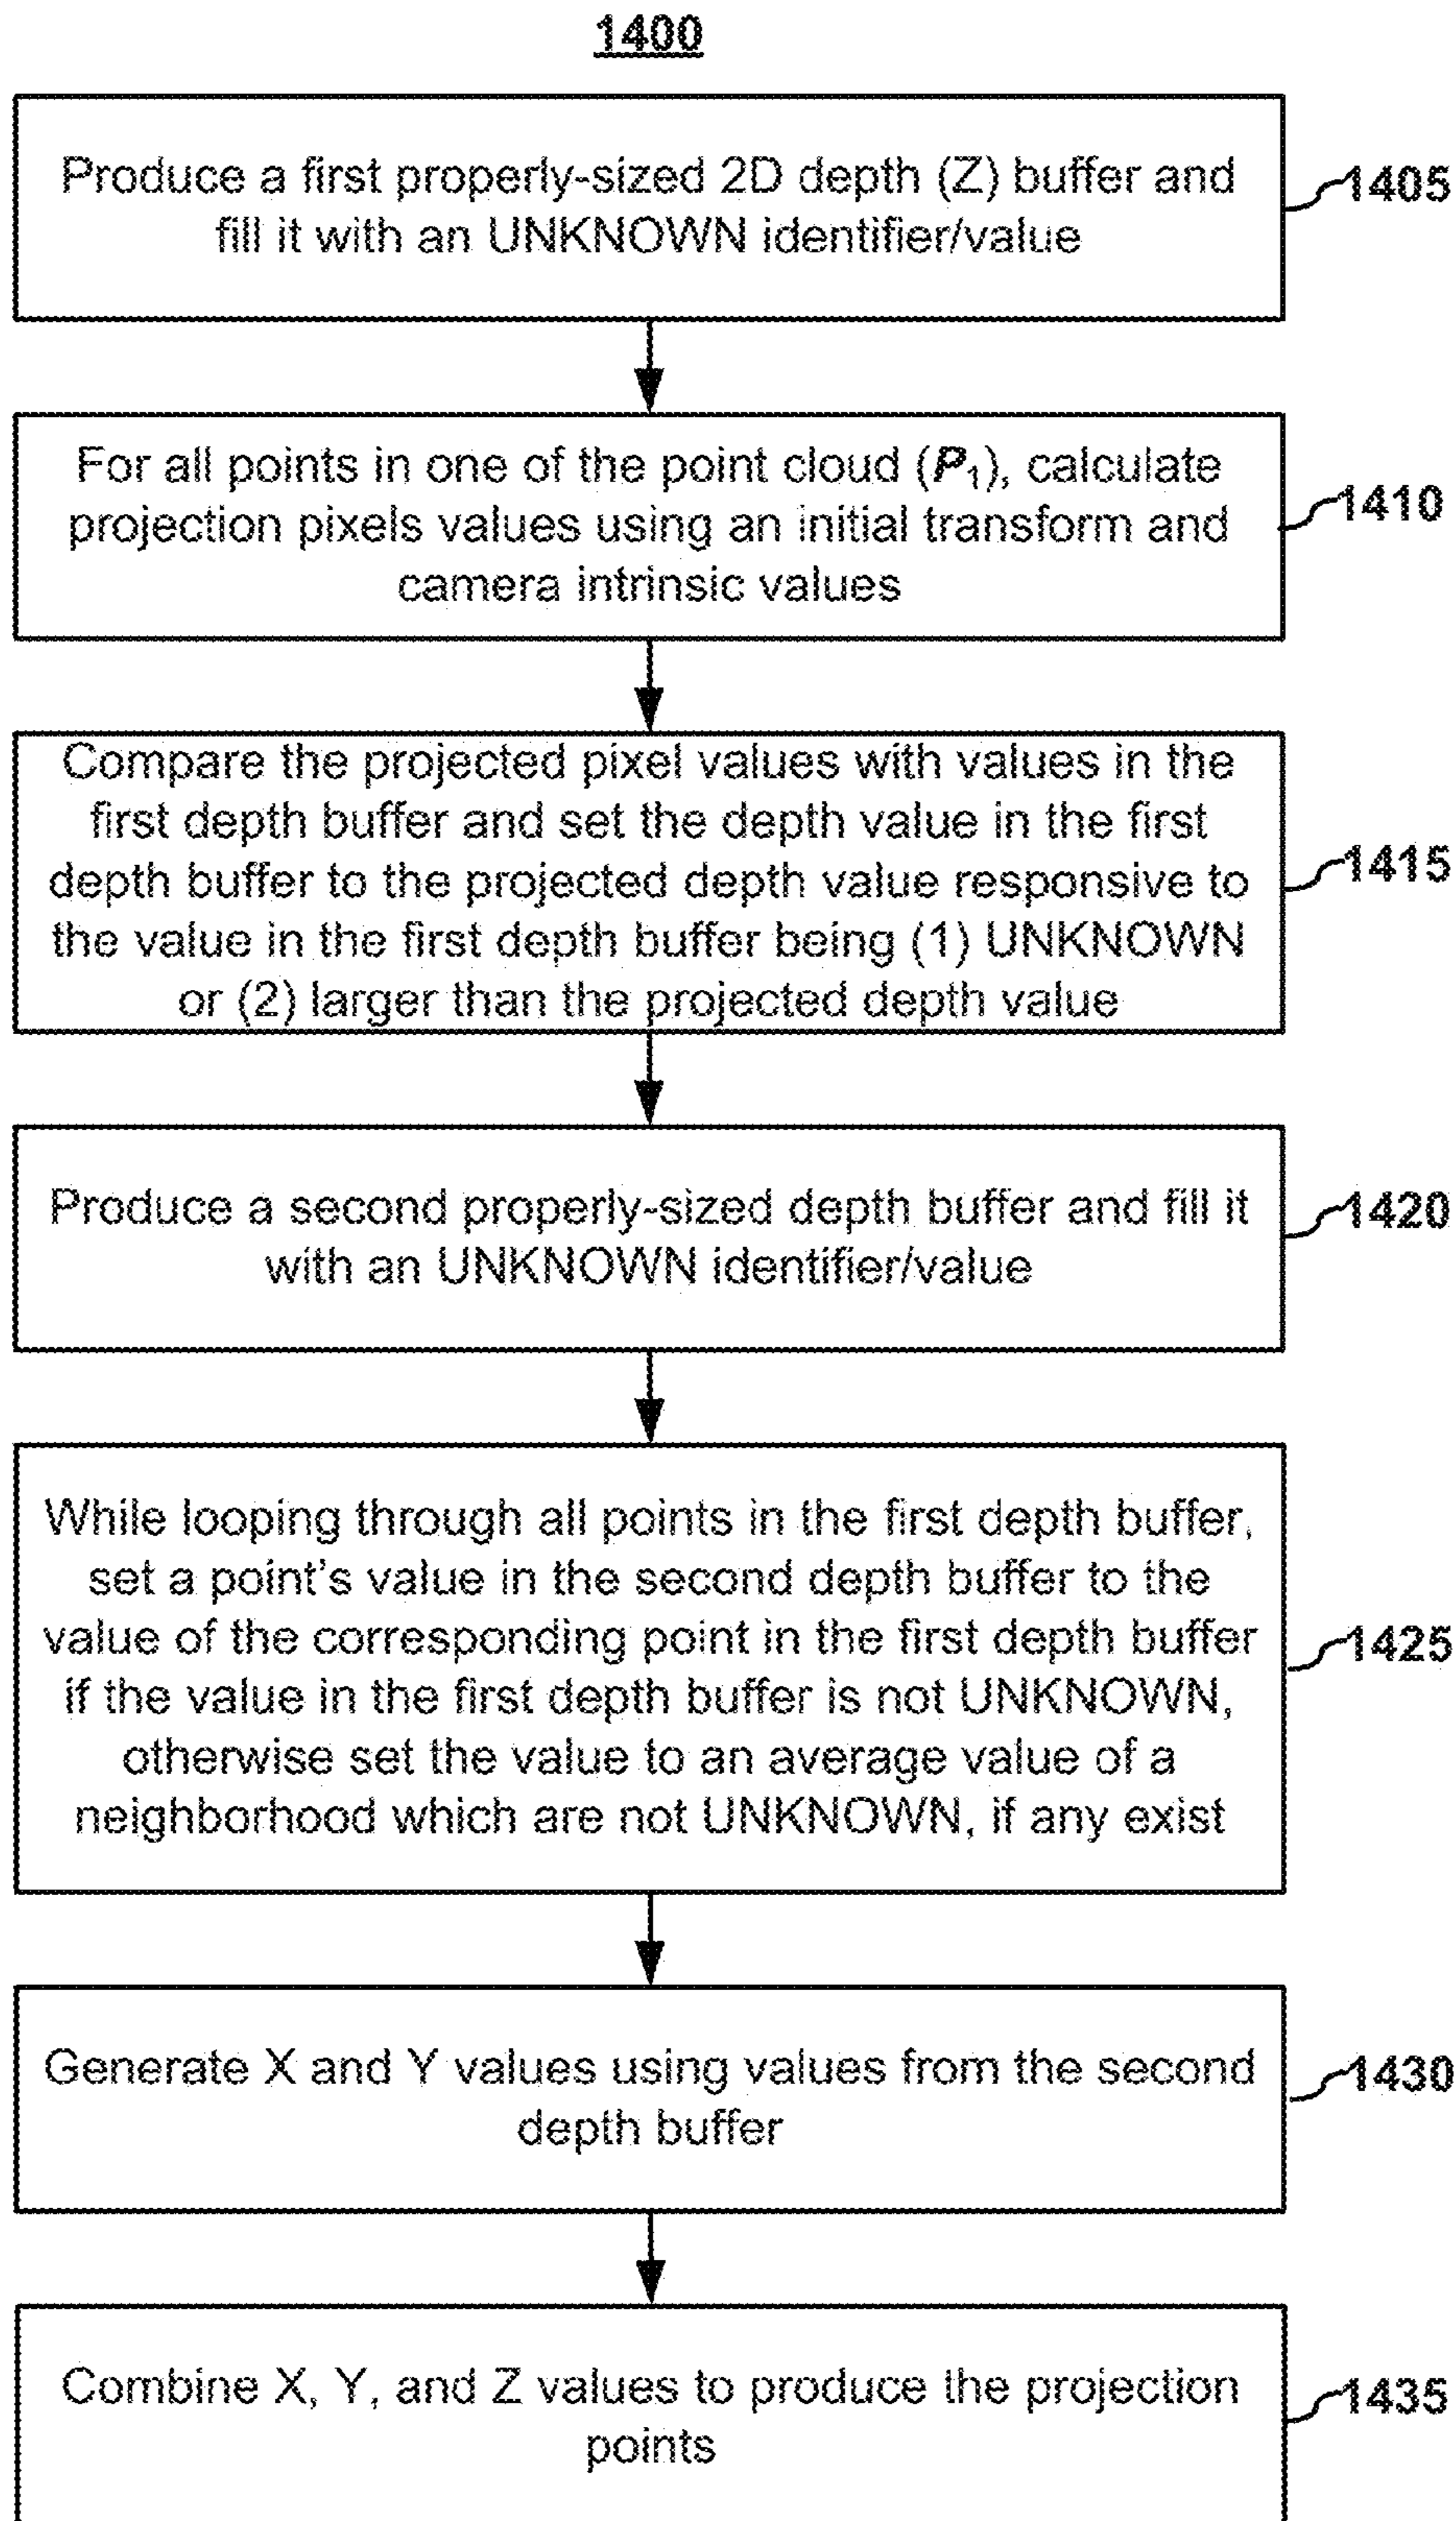 1400
Produce a first properly-sized 2D depth (Z) buffer and
fill it with an UNKNOWN identifier/value
1405
For all points in one of the point cloud (P1), calculate
projection pixels values using an initial transform and
camera intrinsic values
1410
Compare the projected pixel values with values in the
first depth buffer and set the depth value in the first
depth buffer to the projected depth value responsive to
the value in the first depth buffer being (1) UNKNOWN
or (2) larger than the projected depth value
1415
Produce a second properly-sized depth buffer and fill it
with an UNKNOWN identifier/value
1420
While looping through all points in the first depth buffer,
set a point's value in the second depth buffer to the
value of the corresponding point in the first depth buffer
if the value in the first depth buffer is not UNKNOWN,
otherwise set the value to an average value of a
neighborhood which are not UNKNOWN, if any exist
1425
Generate X and Y values using values from the second
depth buffer
1430
Combine X, Y, and Z values to produce the projection
points
1435